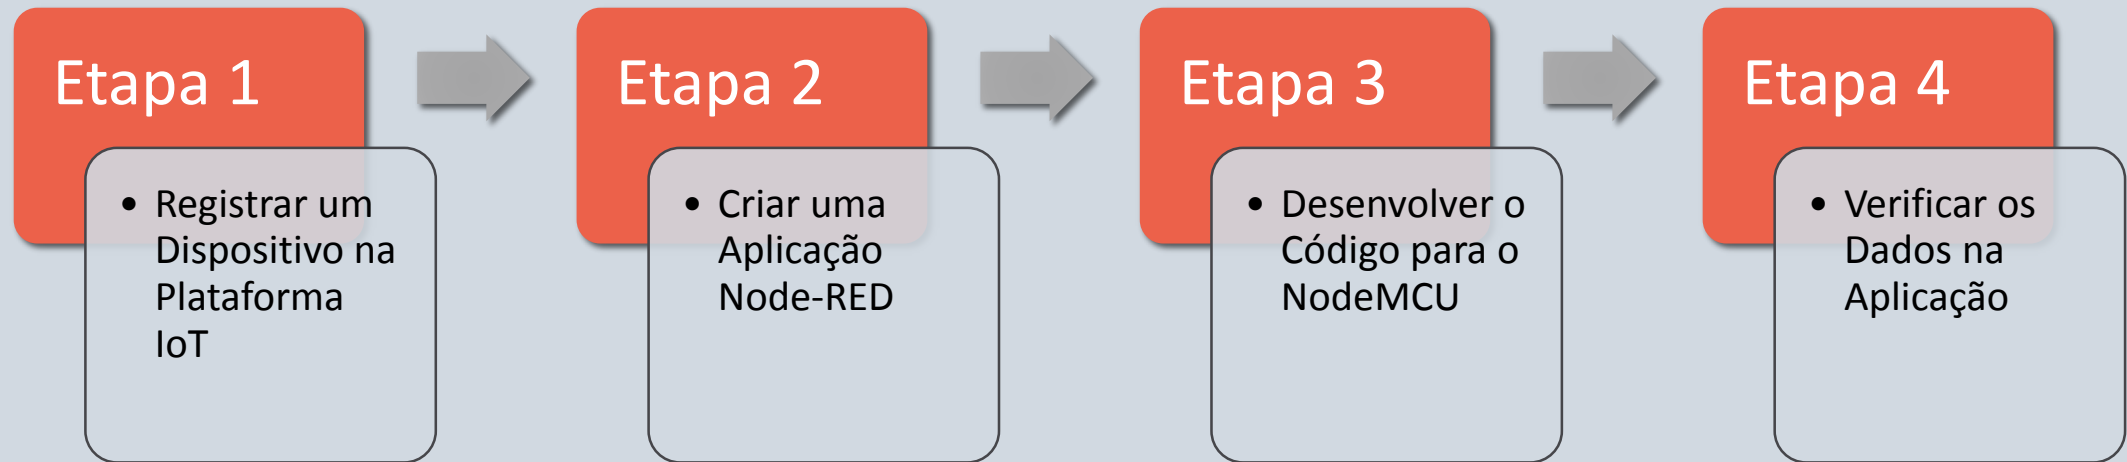 Etapa 1
• Registrar um
Dispositivo na
Plataforma
IoT
Etapa 2
• Criar uma
Aplicação
Node-RED
Etapa 3
• Desenvolver o
Código para o
NodeMCU
Etapa 4
• Verificar os
Dados na
Aplicação